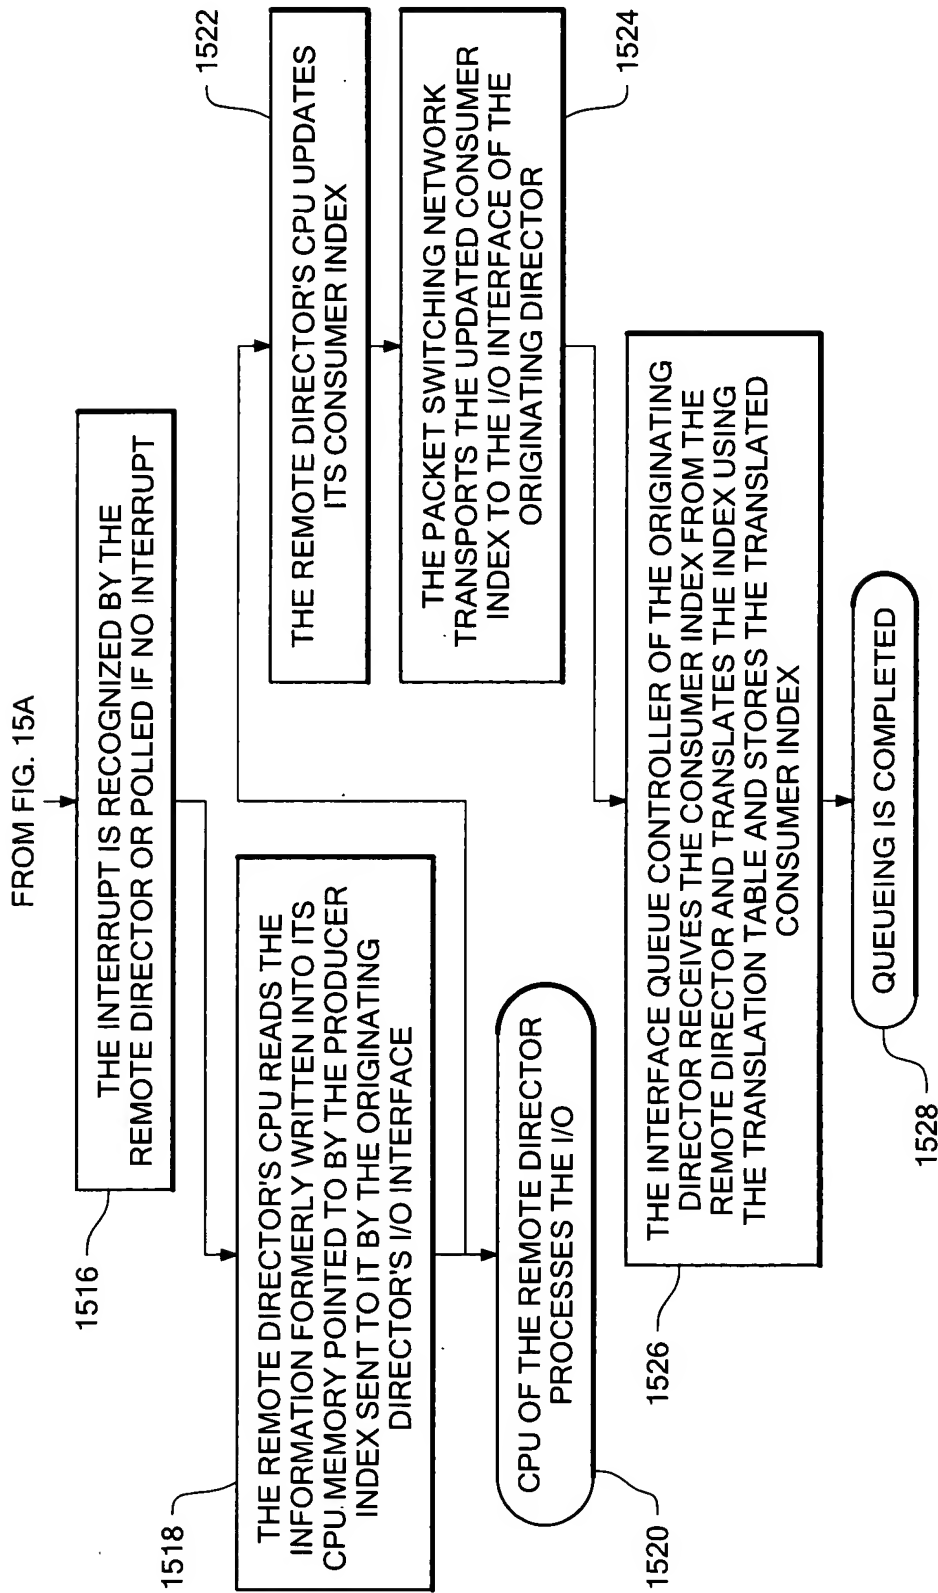 FROM FIG. 15A
THE INTERRUPT IS RECOGNIZED BY THE
REMOTE DIRECTOR OR POLLED IF NO INTERRUPT
1516
THE REMOTE DIRECTOR'S CPU READS THE
INFORMATION FORMERLY WRITTEN INTO ITS
CPU MEMORY POINTED TO BY THE PRODUCER
INDEX SENT TO IT BY THE ORIGINATING
DIRECTOR'S I/O INTERFACE
1518
CPU OF THE REMOTE DIRECTOR
PROCESSES THE I/O
1520
1522
THE REMOTE DIRECTOR'S CPU UPDATES
ITS CONSUMER INDEX
THE PACKET SWITCHING NETWORK
TRANSPORTS THE UPDATED CONSUMER
INDEX TO THE I/O INTERFACE OF THE
ORIGINATING DIRECTOR
1524
THE INTERFACE QUEUE CONTROLLER OF THE ORIGINATING
DIRECTOR RECEIVES THE CONSUMER INDEX FROM THE
REMOTE DIRECTOR AND TRANSLATES THE INDEX USING
THE TRANSLATION TABLE AND STORES THE TRANSLATED
CONSUMER INDEX
1526
QUEUEING IS COMPLETED
1528